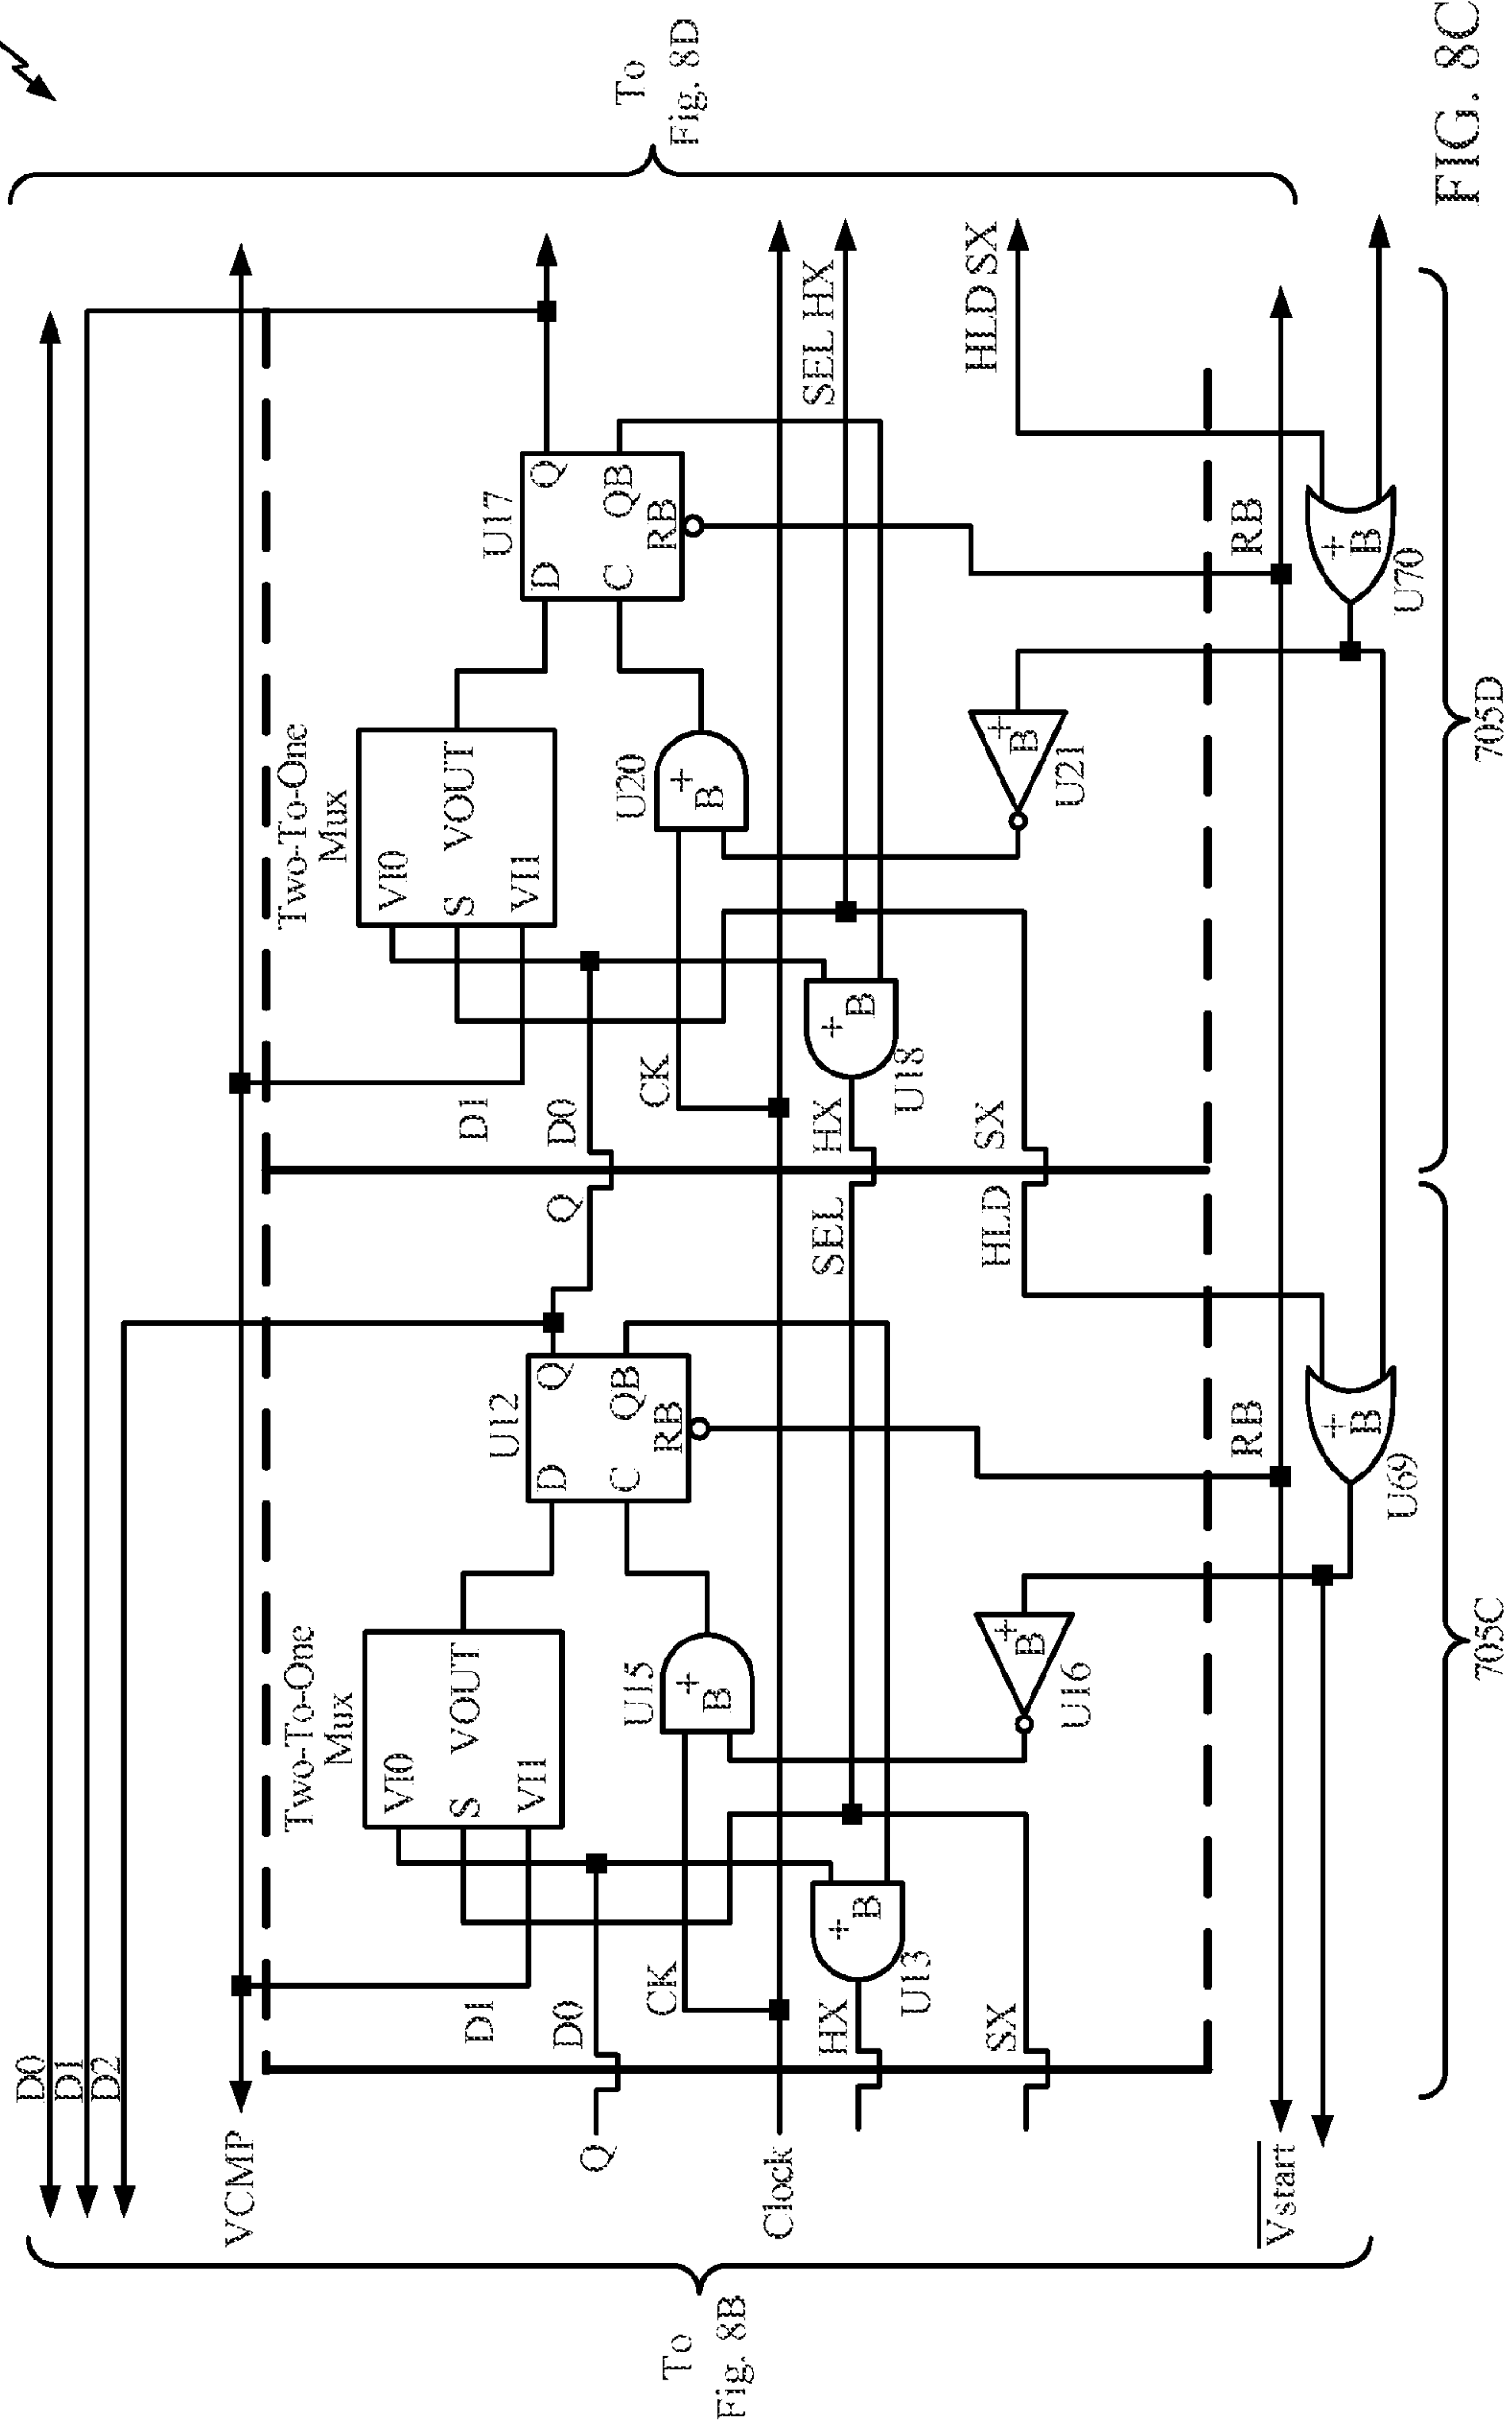 D0
D1
D2
VCMP
To
Fig. 8B
To
Fig. 8D
Two-To-One
Mux
VI0
S
VOUT
VI1
D1
Q
D0
U12
D
Q
C
QB
RB
U15
+
B
CK
Clock
HX
+
B
U13
SEL
SX
+
B
U16
HLD
RB
Vstart
+
B
U69
705C
Two-To-One
Mux
VI0
S
VOUT
VI1
D1
Q
D0
U17
D
Q
C
QB
RB
U20
+
B
CK
HX
+
B
U18
SEL HX
SX
+
B
U21
HLD SX
RB
+
B
U70
705D
FIG. 8C